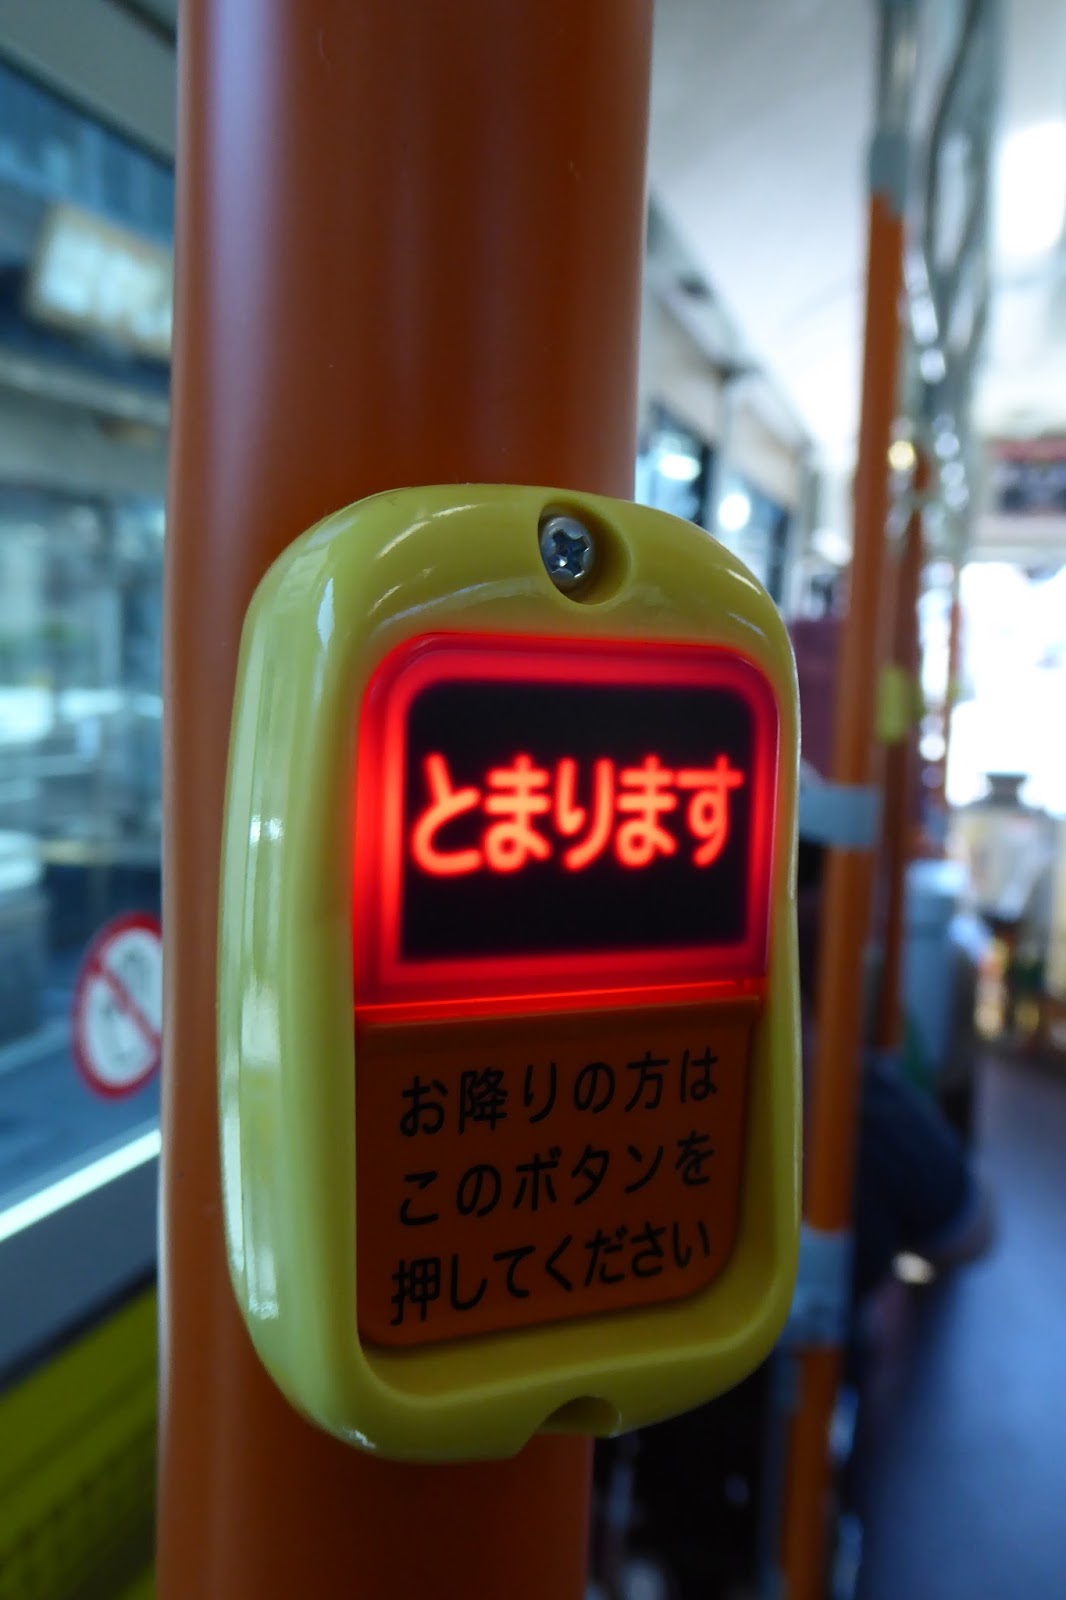 とまります
お降りの方は
このボタンを
押してください